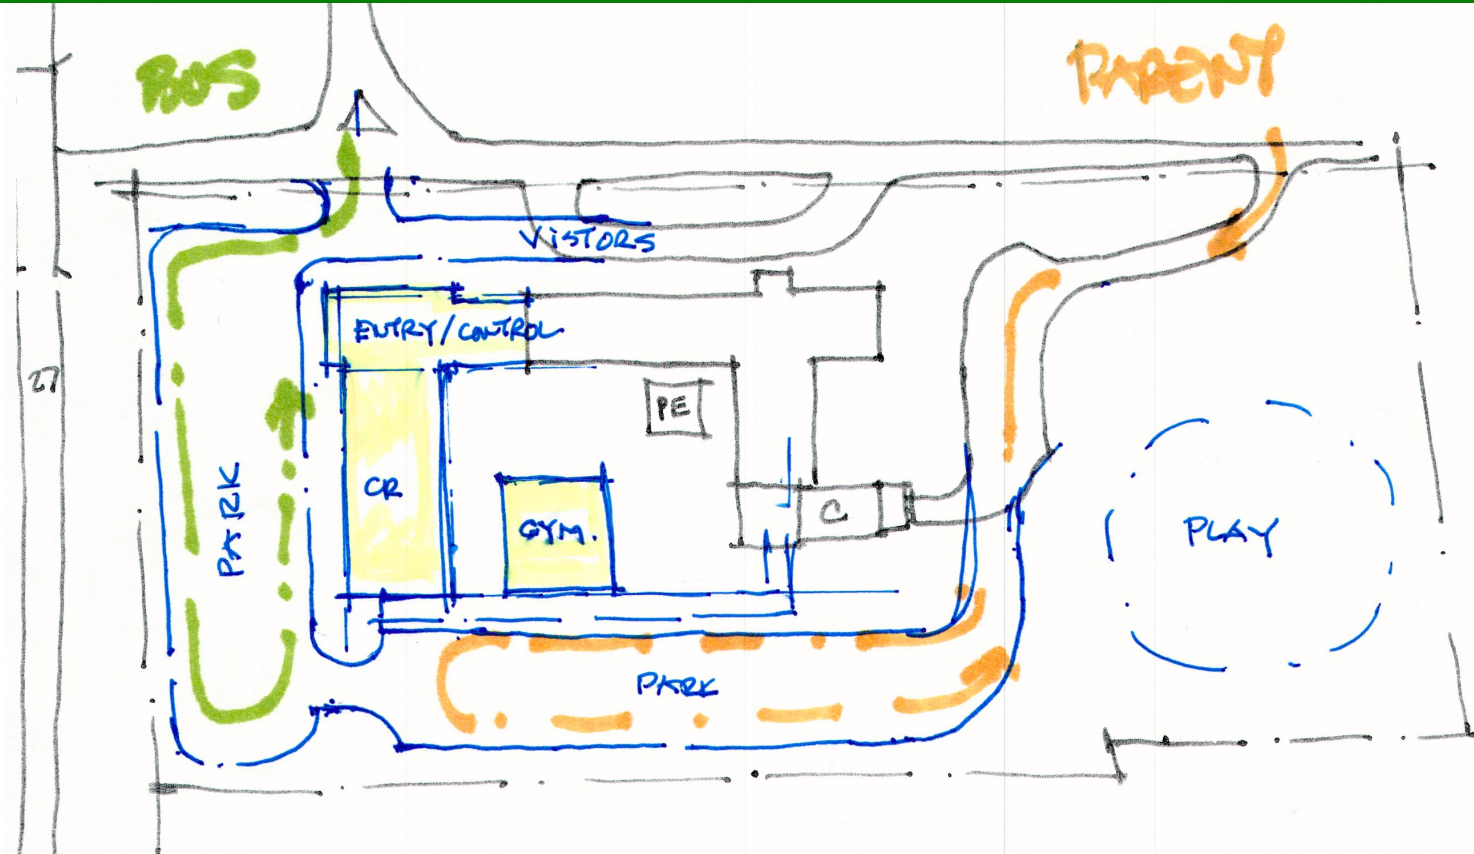 BUS
PARENT
VISTORS
ENTRY/CONTROL
27
PE
CR
C
GYM.
PARK
PLAY
PARK